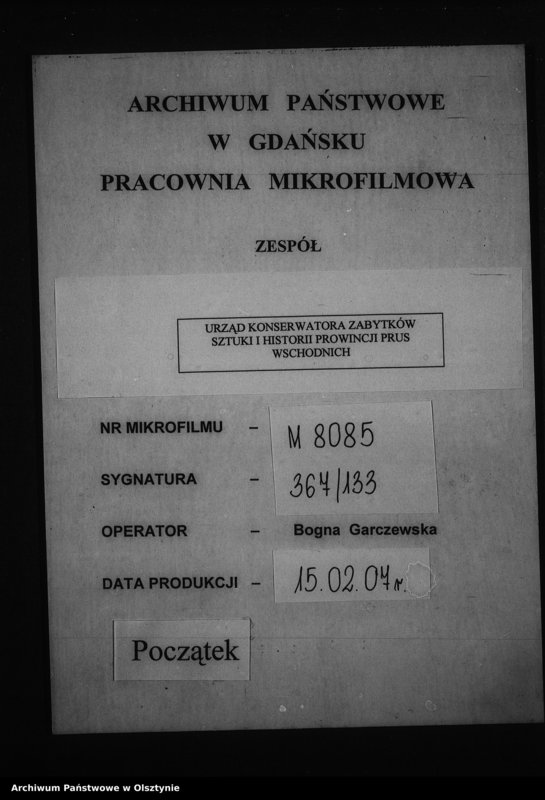 ARCHIWUM PAŃSTWOWE
W GDAŃSKU
PRACOWNIA MIKROFILMOWA
ZESPÓŁ
URZĄD KONSERWATORA ZABYTKÓW
SZTUKI I HISTORII PROWINCJI PRUS
WSCHODNICH
NR MIKROFILMU – M 8085
SYGNATURA – 367/133
OPERATOR – Bogna Garczewska
DATA PRODUKCJI – 15.02.07 r.
Początek
Archiwum Państwowe w Olsztynie